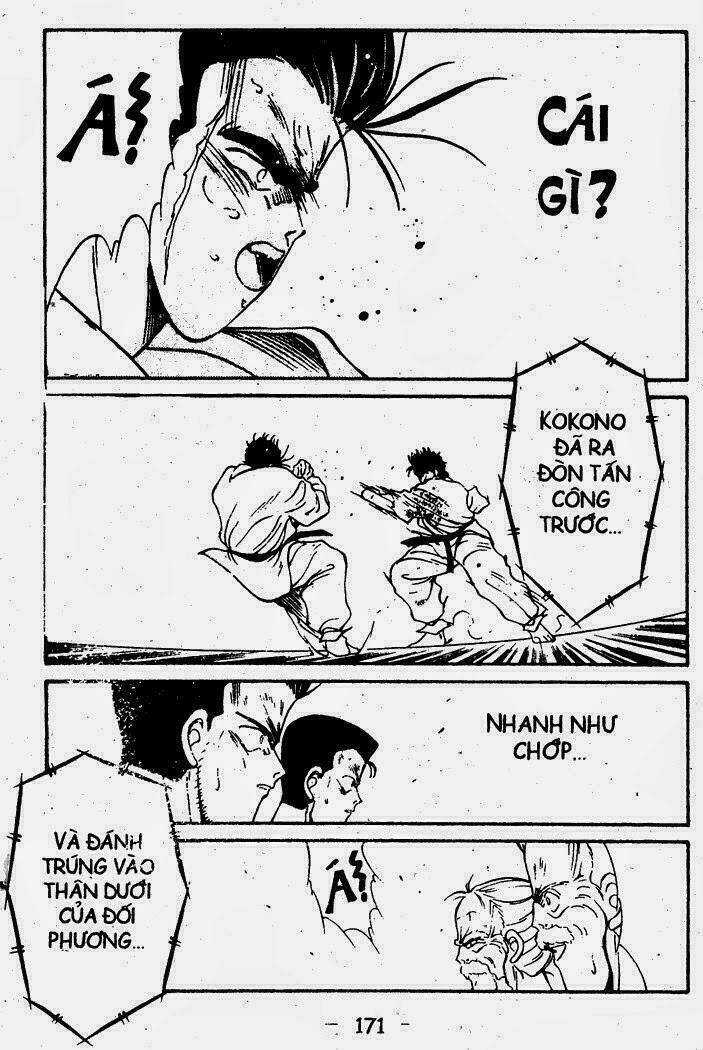 Á
CÁI
GÌ?
KOKONO
ĐÃ RA
ĐÒN TẤN
CÔNG
TRƯỚC...
NHANH NHƯ
CHỚP...
VÀ ĐÁNH
TRÚNG VÀO
THÂN DƯỚI
CỦA ĐỐI
PHƯƠNG...
Á
- 171 -